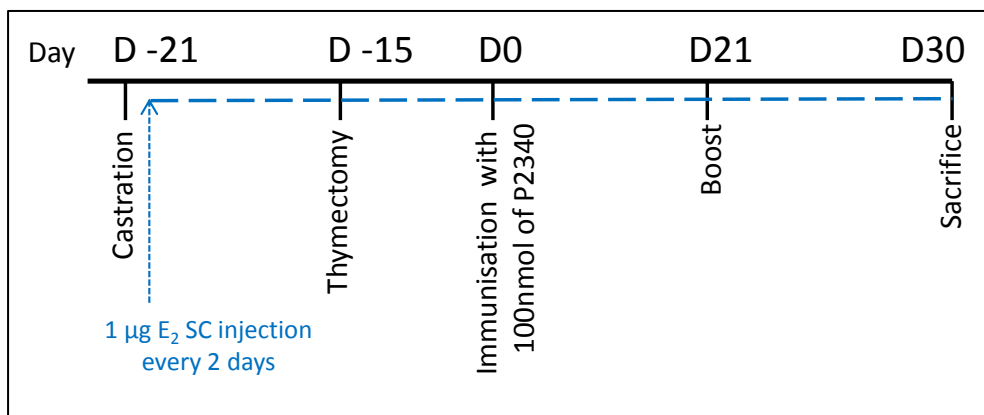 Day D -21 D -15 D0 D21 D30
Castration
Thymectomy
Immunisation with
100nmol of P2340
Boost
Sacrifice
1 µg E₂ SC injection
every 2 days